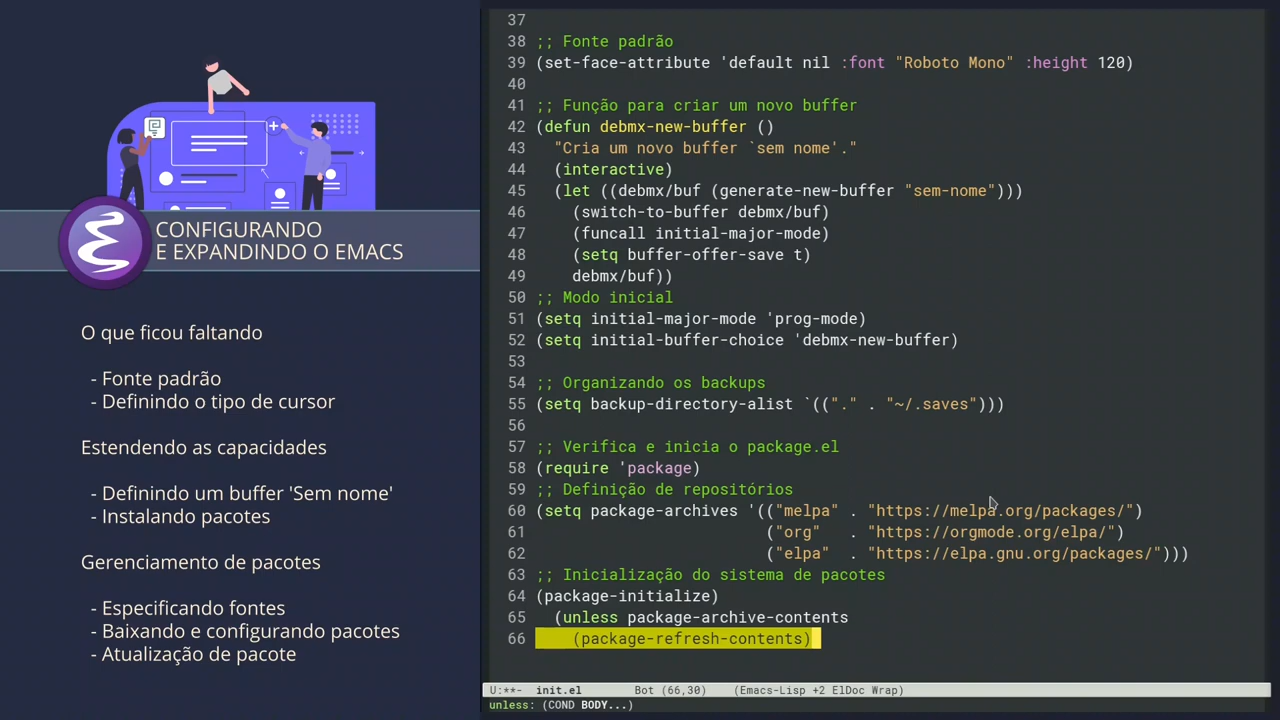 CONFIGURANDO
E EXPANDINDO O EMACS
O que ficou faltando
- Fonte padrão
- Definindo o tipo de cursor
Estendendo as capacidades
- Definindo um buffer 'Sem nome'
- Instalando pacotes
Gerenciamento de pacotes
- Especificando fontes
- Baixando e configurando pacotes
- Atualização de pacote
37
38 ;; Fonte padrão
39 (set-face-attribute 'default nil :font "Roboto Mono" :height 120)
40
41 ;; Função para criar um novo buffer
42 (defun debmx-new-buffer ()
43   "Cria um novo buffer `sem nome'."
44   (interactive)
45   (let ((debmx/buf (generate-new-buffer "sem-nome")))
46     (switch-to-buffer debmx/buf)
47     (funcall initial-major-mode)
48     (setq buffer-offer-save t)
49     debmx/buf))
50 ;; Modo inicial
51 (setq initial-major-mode 'prog-mode)
52 (setq initial-buffer-choice 'debmx-new-buffer)
53
54 ;; Organizando os backups
55 (setq backup-directory-alist `(("." . "~/.saves")))
56
57 ;; Verifica e inicia o package.el
58 (require 'package)
59 ;; Definição de repositórios
60 (setq package-archives '(("melpa" . "https://melpa.org/packages/")
61                          ("org"   . "https://orgmode.org/elpa/")
62                          ("elpa"  . "https://elpa.gnu.org/packages/")))
63 ;; Inicialização do sistema de pacotes
64 (package-initialize)
65   (unless package-archive-contents
66     (package-refresh-contents)
U:**-  init.el      Bot (66,30)   (Emacs-Lisp +2 ElDoc Wrap)
unless: (COND BODY...)